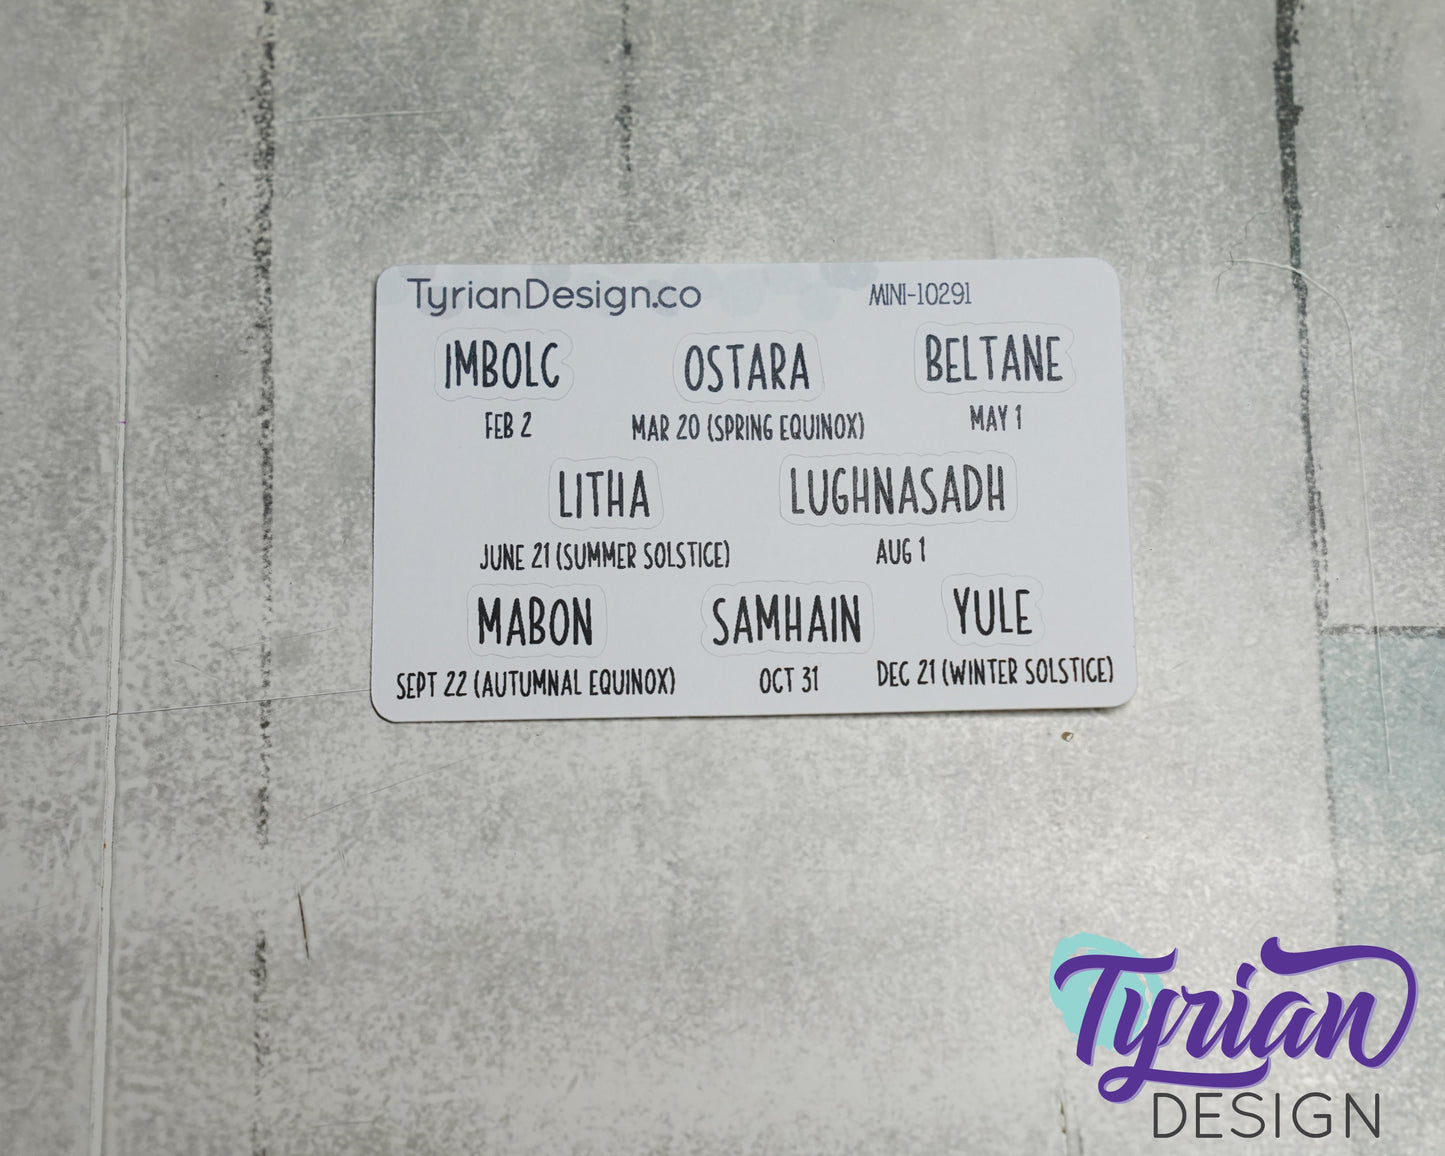 TyrianDesign.co MINI-10291
IMBOLC OSTARA BELTANE
FEB 2 MAR 20 (SPRING EQUINOX) MAY 1
LITHA LUGHNASADH
JUNE 21 (SUMMER SOLSTICE) AUG 1
MABON SAMHAIN YULE
SEPT 22 (AUTUMNAL EQUINOX) OCT 31 DEC 21 (WINTER SOLSTICE)
Tyrian
DESIGN